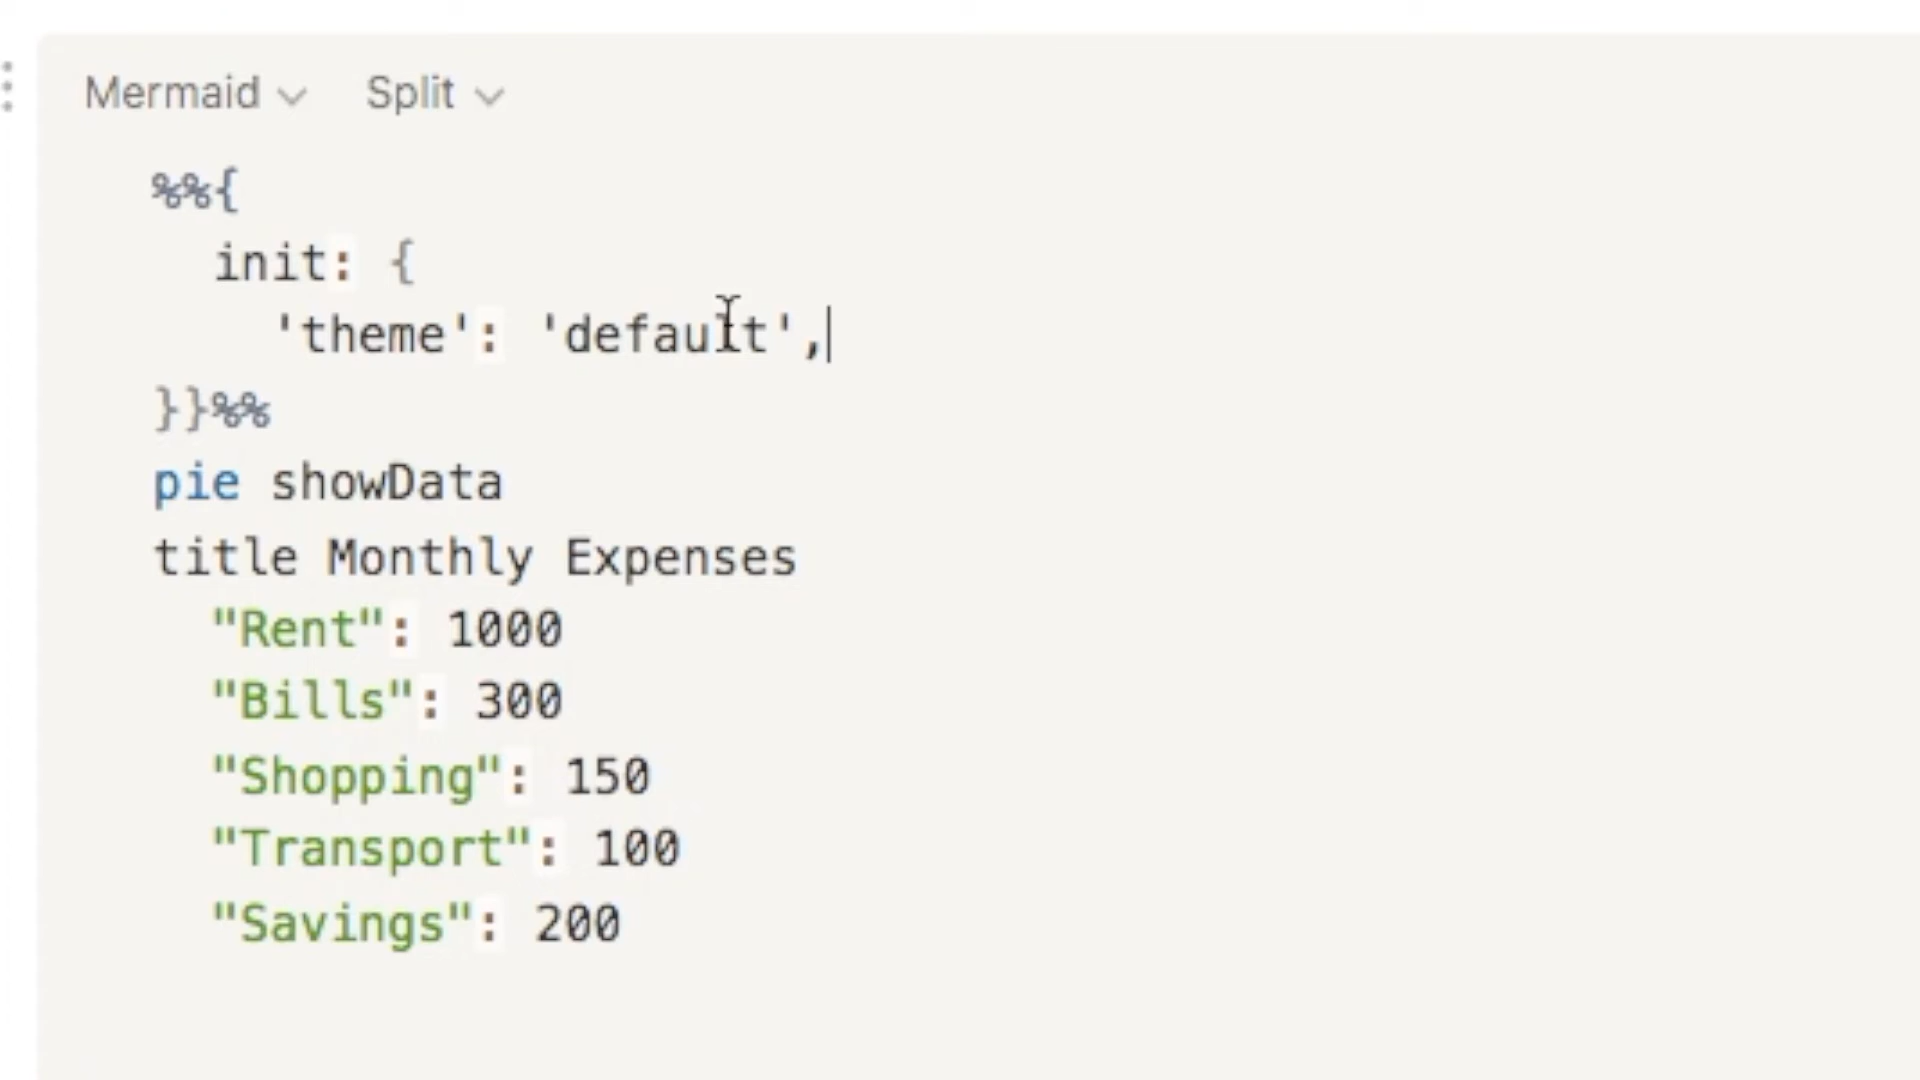 Mermaid Split
%%{
init: {
'theme': 'default',
}}%%
pie showData
title Monthly Expenses
"Rent": 1000
"Bills": 300
"Shopping": 150
"Transport": 100
"Savings": 200